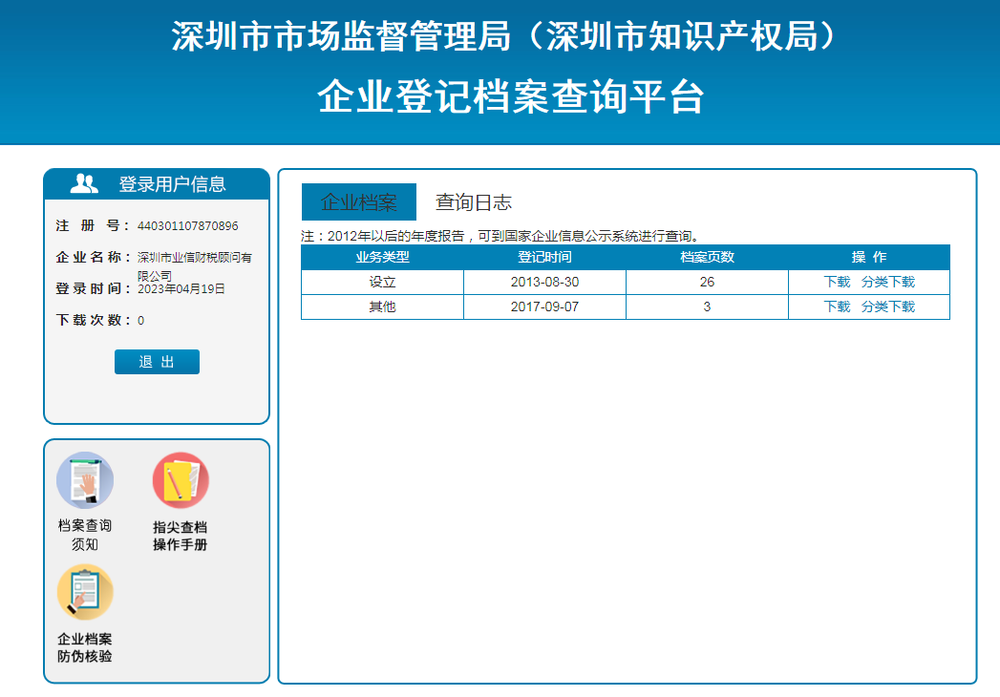 深圳市市场监督管理局（深圳市知识产权局）
企业登记档案查询平台
登录用户信息
注 册 号： 440301107870896
企业名称： 深圳市业信财税顾问有
限公司
登录时间： 2023年04月19日
下载次数： 0
退 出
档案查询
须知
指尖查档
操作手册
企业档案
防伪核验
企业档案 查询日志
注：2012年以后的年度报告，可到国家企业信息公示系统进行查询。
业务类型 登记时间 档案页数 操 作
设立 2013-08-30 26 下载 分类下载
其他 2017-09-07 3 下载 分类下载